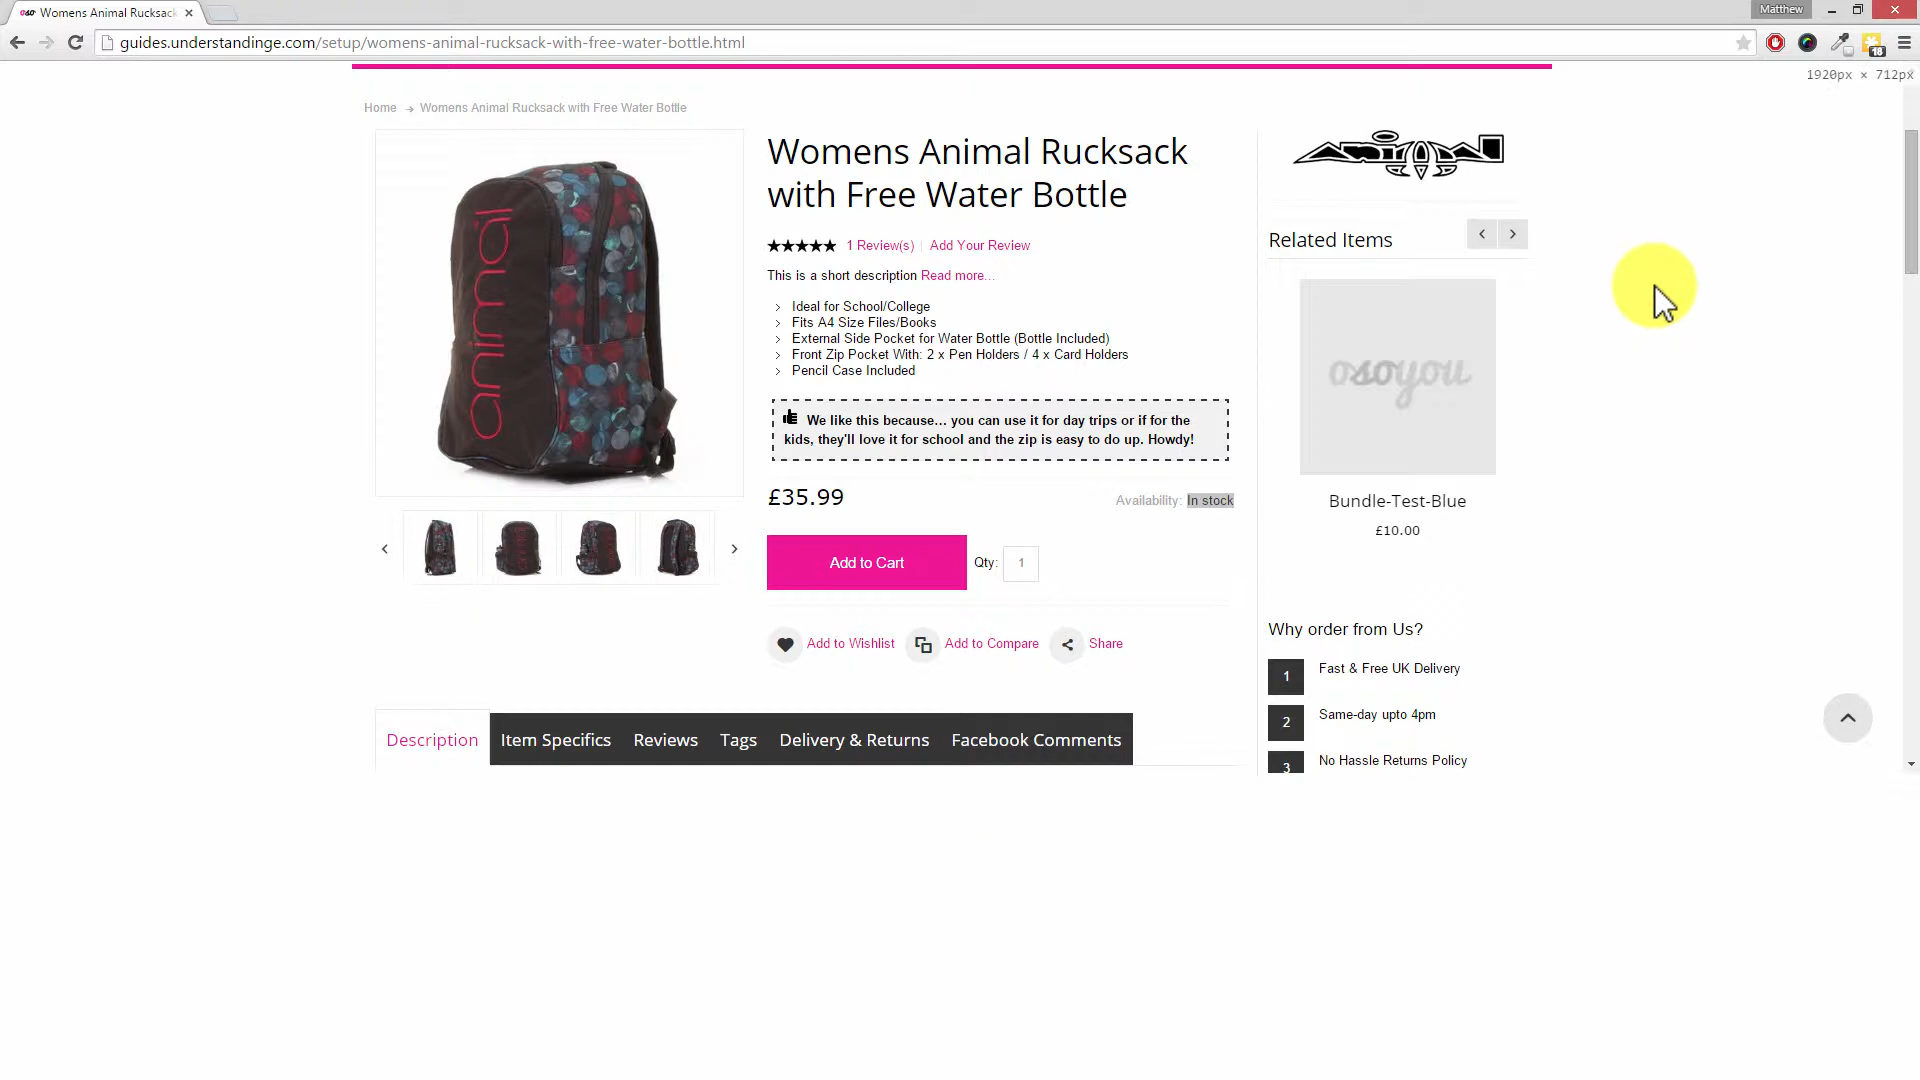 Womens Animal Rucksack
Matthew
guides.understandinge.com/setup/womens-animal-rucksack-with-free-water-bottle.html
18
1920px × 712px
Home → Womens Animal Rucksack with Free Water Bottle
animal
Womens Animal Rucksack
with Free Water Bottle
★★★★★ 1 Review(s) | Add Your Review
This is a short description Read more...
Ideal for School/College
Fits A4 Size Files/Books
External Side Pocket for Water Bottle (Bottle Included)
Front Zip Pocket With: 2 x Pen Holders / 4 x Card Holders
Pencil Case Included
We like this because… you can use it for day trips or if for the
kids, they'll love it for school and the zip is easy to do up. Howdy!
£35.99
Availability: In stock
Add to Cart
Qty: 1
Add to Wishlist
Add to Compare
Share
Description
Item Specifics
Reviews
Tags
Delivery & Returns
Facebook Comments
Animal
Related Items
osoyou
Bundle-Test-Blue
£10.00
Why order from Us?
1 Fast & Free UK Delivery
2 Same-day upto 4pm
3 No Hassle Returns Policy